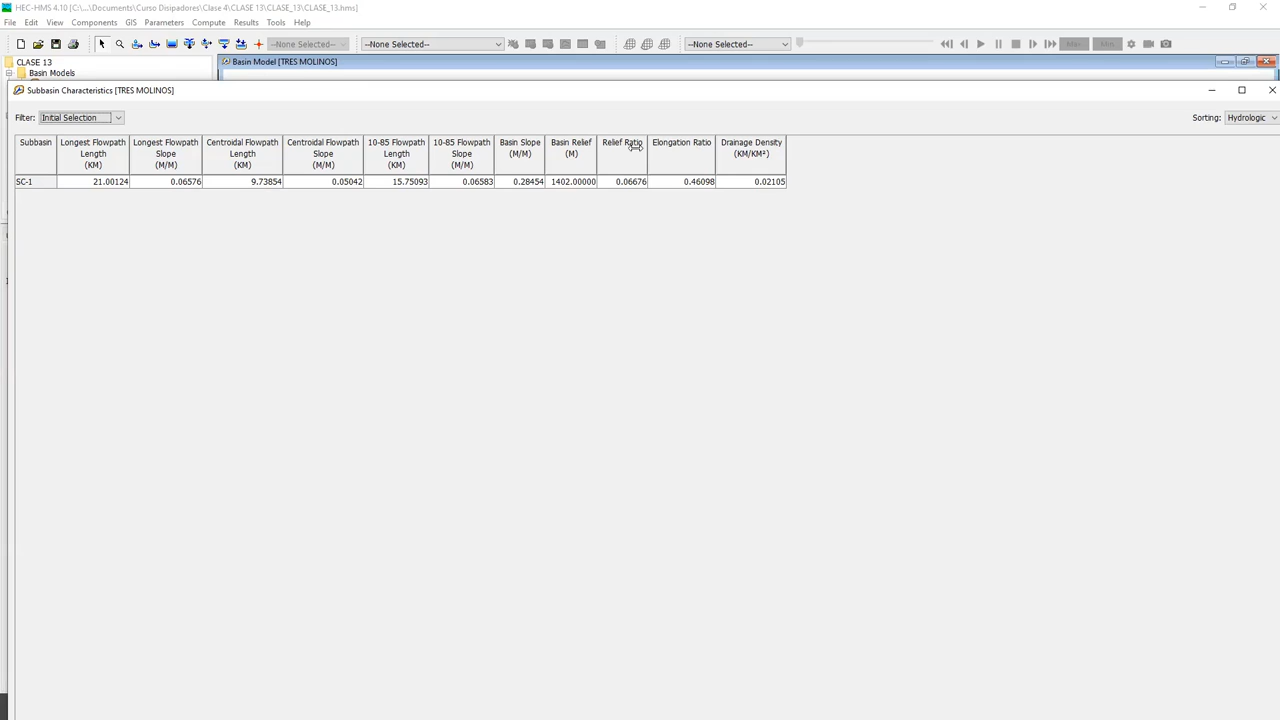 HEC-HMS 4.10 [C:\...\Documents\Curso Disipadores\Clase 4\CLASE 13\CLASE_13\CLASE_13.hms]
File Edit View Components GIS Parameters Compute Results Tools Help
--None Selected-- --None Selected-- --None Selected--
CLASE 13
Basin Models
Basin Model [TRES MOLINOS]
Subbasin Characteristics [TRES MOLINOS]
Filter: Initial Selection Sorting: Hydrologic
Subbasin Longest Flowpath Longest Flowpath Centroidal Flowpath Centroidal Flowpath 10-85 Flowpath 10-85 Flowpath Basin Slope Basin Relief Relief Ratio Elongation Ratio Drainage Density
Length Slope Length Slope Length Slope (M/M) (M) (KM/KM²)
(KM) (M/M) (KM) (M/M) (KM) (M/M)
SC-1 21.00124 0.06576 9.73854 0.05042 15.75093 0.06583 0.28454 1402.00000 0.06676 0.46098 0.02105